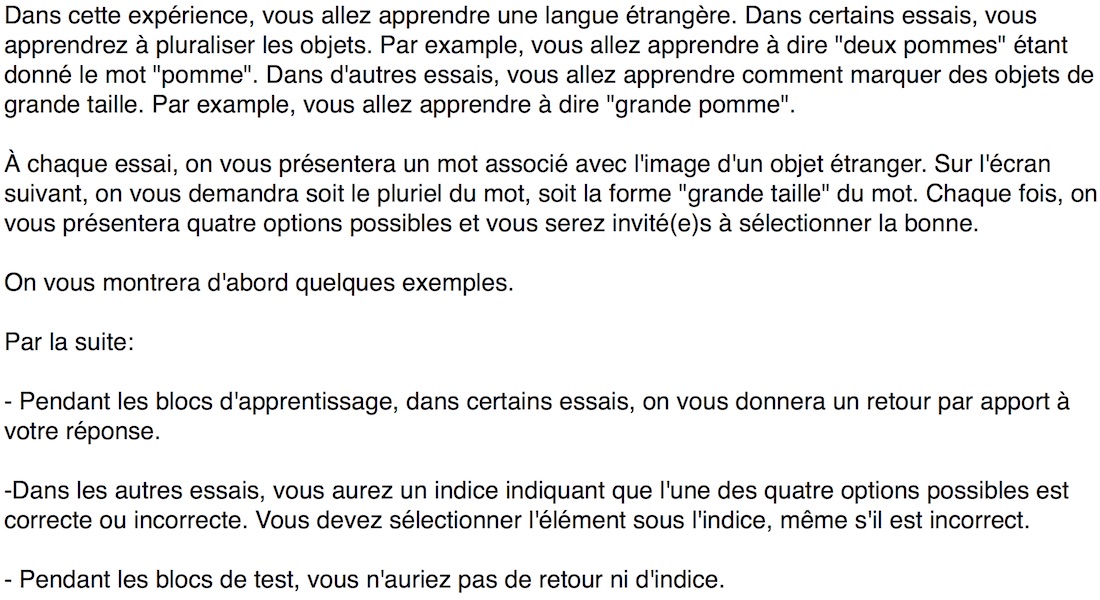 Dans cette expérience, vous allez apprendre une langue étrangère. Dans certains essais, vous
apprendrez à pluraliser les objets. Par example, vous allez apprendre à dire "deux pommes" étant
donné le mot "pomme". Dans d'autres essais, vous allez apprendre comment marquer des objets de
grande taille. Par example, vous allez apprendre à dire "grande pomme".
À chaque essai, on vous présentera un mot associé avec l'image d'un objet étranger. Sur l'écran
suivant, on vous demandra soit le pluriel du mot, soit la forme "grande taille" du mot. Chaque fois, on
vous présentera quatre options possibles et vous serez invité(e)s à sélectionner la bonne.
On vous montrera d'abord quelques exemples.
Par la suite:
- Pendant les blocs d'apprentissage, dans certains essais, on vous donnera un retour par apport à
votre réponse.
-Dans les autres essais, vous aurez un indice indiquant que l'une des quatre options possibles est
correcte ou incorrecte. Vous devez sélectionner l'élément sous l'indice, même s'il est incorrect.
- Pendant les blocs de test, vous n'auriez pas de retour ni d'indice.